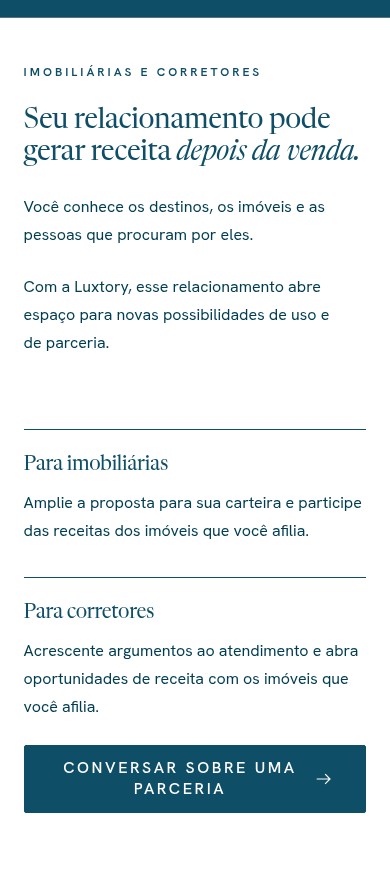 IMOBILIÁRIAS E CORRETORES
Seu relacionamento pode
gerar receita depois da venda.
Você conhece os destinos, os imóveis e as
pessoas que procuram por eles.
Com a Luxtory, esse relacionamento abre
espaço para novas possibilidades de uso e
de parceria.
Para imobiliárias
Amplie a proposta para sua carteira e participe
das receitas dos imóveis que você afilia.
Para corretores
Acrescente argumentos ao atendimento e abra
oportunidades de receita com os imóveis que
você afilia.
CONVERSAR SOBRE UMA
PARCERIA →